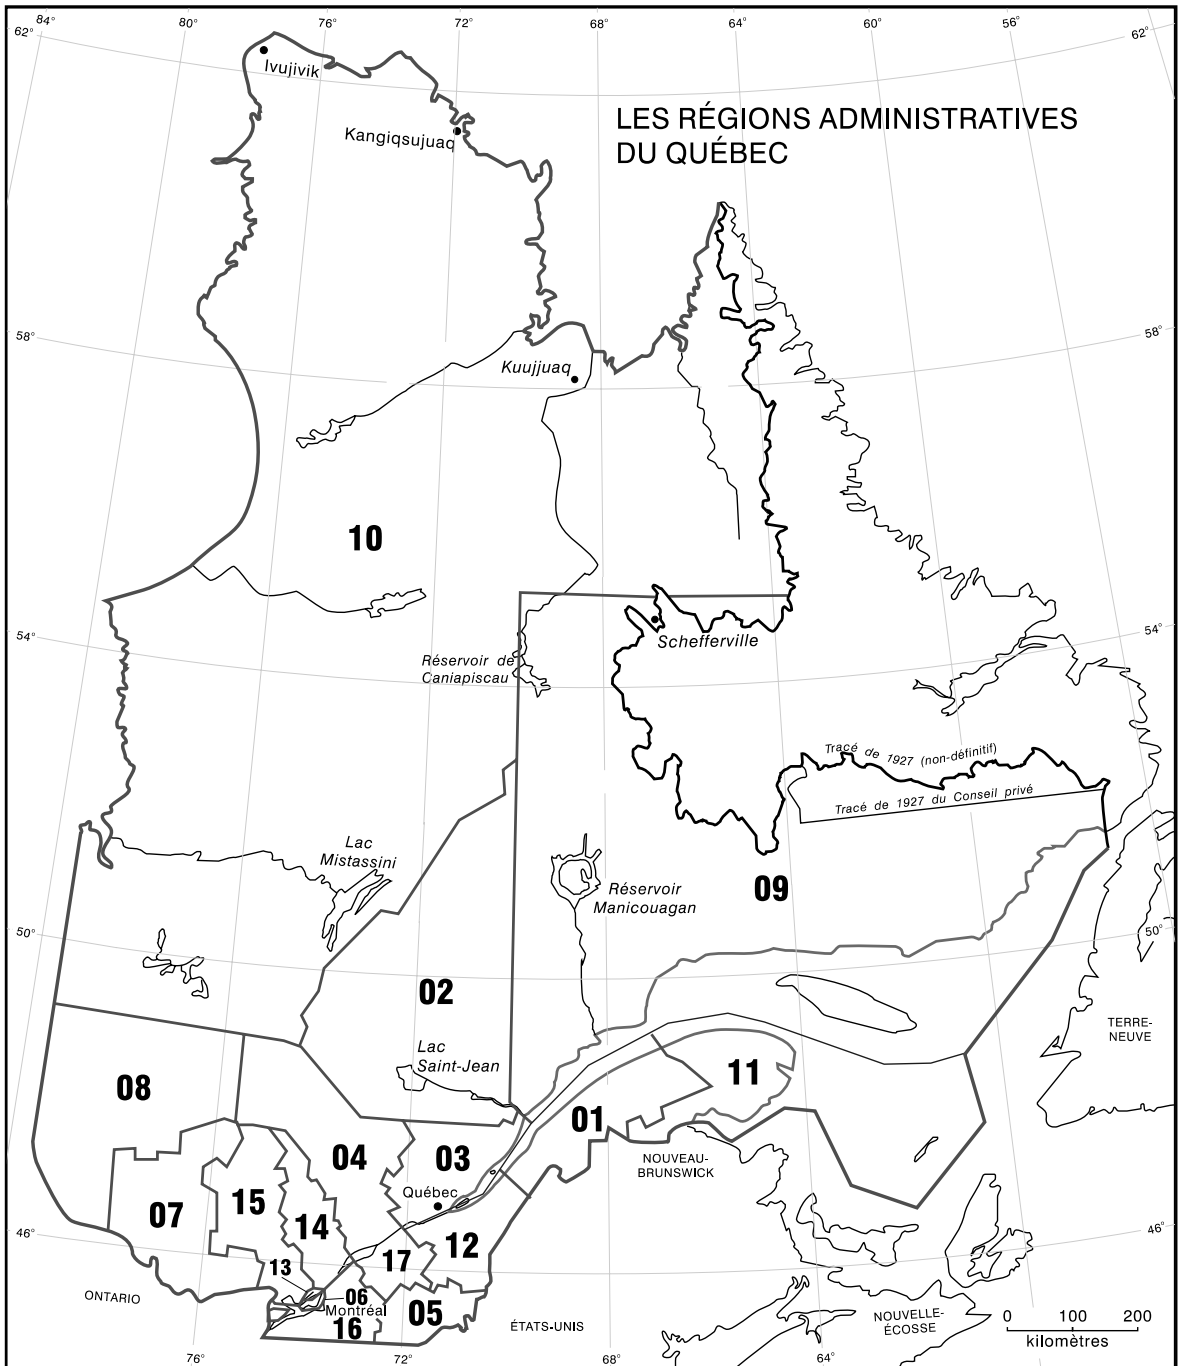 84°
80°
76°
72°
68°
64°
60°
56°
62°
62°
Ivujivik
LES RÉGIONS ADMINISTRATIVES
DU QUÉBEC
Kangiqsujuaq
58°
58°
Kuujjuaq
10
54°
54°
Schefferville
Réservoir de
Caniapiscau
Tracé de 1927 (non-définitif)
Tracé de 1927 du Conseil privé
Lac
Mistassini
Réservoir
Manicouagan
09
50°
50°
02
TERRE-
NEUVE
Lac
Saint-Jean
08
11
01
04
03
NOUVEAU-
BRUNSWICK
Québec
15
07
14
12
46°
46°
17
13
06
ONTARIO
Montréal
05
16
ÉTATS-UNIS
NOUVELLE-
ÉCOSSE
0 100 200
kilomètres
76°
72°
68°
64°